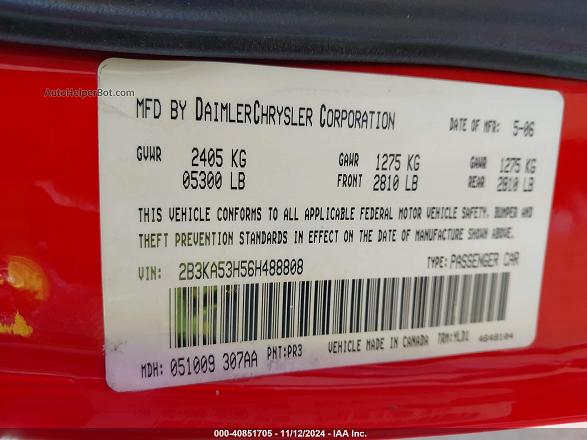 AutoHelperBot.com
MFD BY DAIMLERCHRYSLER CORPORATION
DATE OF MFR: 5-06
GVWR 2405 KG GAWR 1275 KG GAWR 1275 KG
05300 LB FRONT 2810 LB REAR 2810 LB
THIS VEHICLE CONFORMS TO ALL APPLICABLE FEDERAL MOTOR VEHICLE SAFETY, BUMPER AND
THEFT PREVENTION STANDARDS IN EFFECT ON THE DATE OF MANUFACTURE SHOWN ABOVE.
VIN: 2B3KA53H56H488808 TYPE: PASSENGER CAR
MDH: 051009 307AA PNT:PR3 VEHICLE MADE IN CANADA TRM:MLD1 4648104
000-40851705 - 11/12/2024 - IAA Inc.